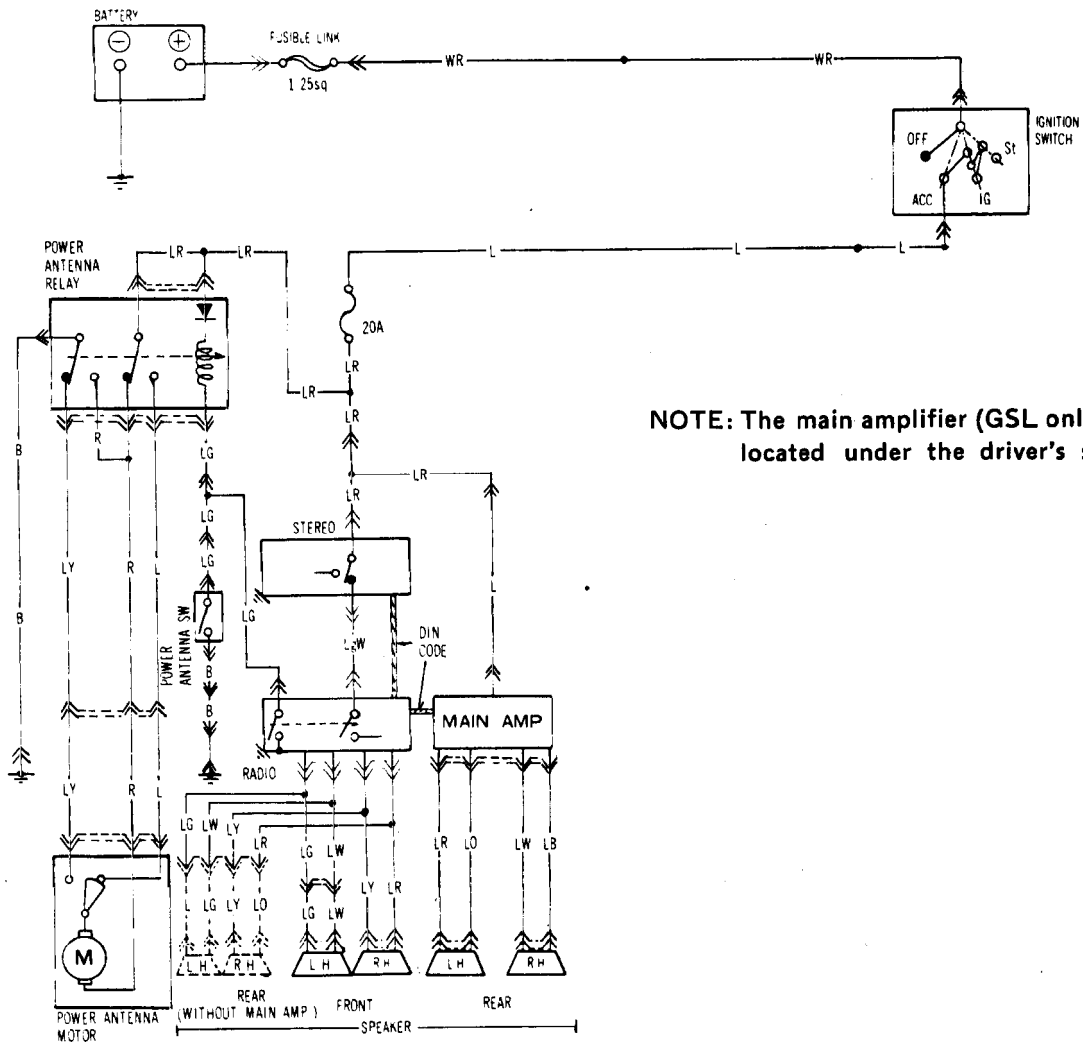 BATTERY
FUSIBLE LINK
1.25sq
WR
WR
IGNITION
SWITCH
OFF
St
ACC
IG
POWER
ANTENNA
RELAY
LR
LR
L
L
L
20A
LR
LR
LR
NOTE: The main amplifier (GSL onl
located under the driver's s
B
R
LG
LR
LR
LG
STEREO
LY
R
L
LG
B
LG
L
POWER
ANTENNA SW
DIN
CODE
B
B
MAIN AMP
RADIO
LY
R
L
LG
LW
LY
LR
LG
LW
LR
LO
LW
LB
LY
LR
L
LG
LY
LO
LG
LW
M
LH
RH
LH
RH
LH
RH
REAR
(WITHOUT MAIN AMP)
FRONT
REAR
POWER ANTENNA
MOTOR
SPEAKER